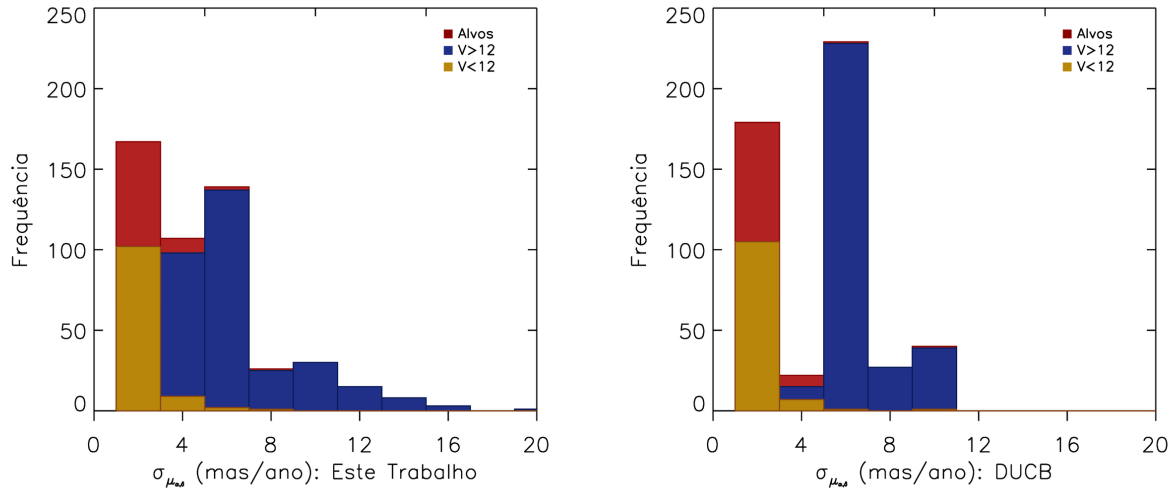 250
200
150
100
50
0
Frequência
Alvos
V>12
V<12
0 4 8 12 16 20
σμα,δ (mas/ano): Este Trabalho
250
200
150
100
50
0
Frequência
Alvos
V>12
V<12
0 4 8 12 16 20
σμα,δ (mas/ano): DUCB